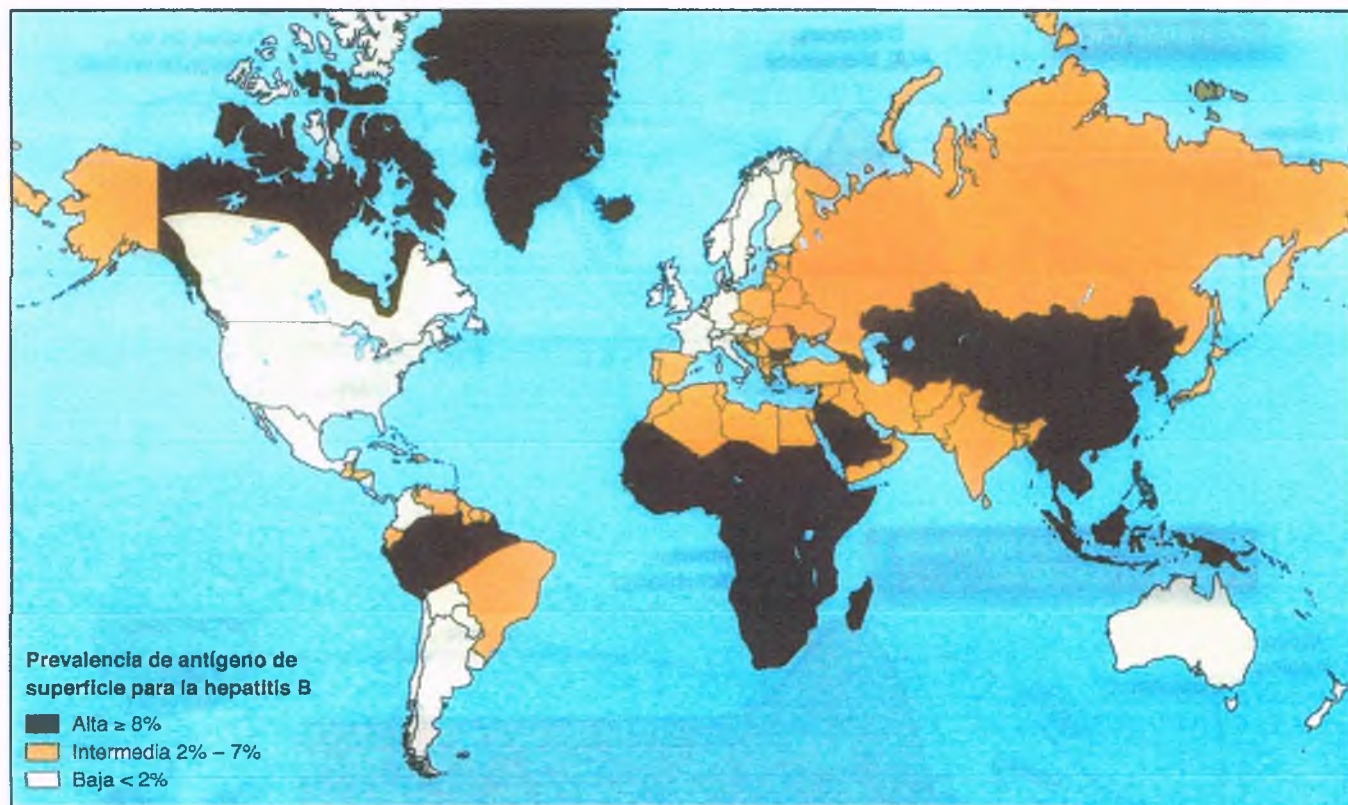 Prevalencia de antígeno de
superficie para la hepatitis B
Alta ≥ 8%
Intermedia 2% – 7%
Baja < 2%